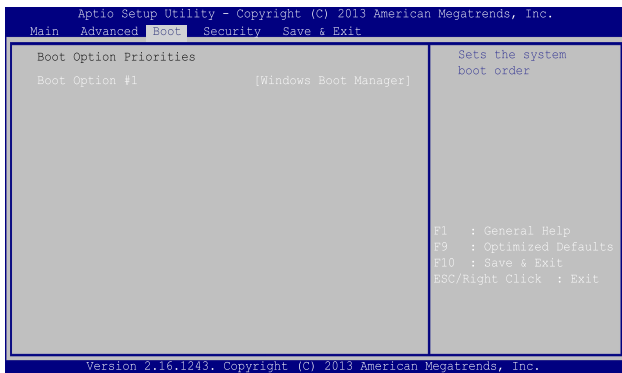 Aptio Setup Utility - Copyright (C) 2013 American Megatrends, Inc.
Main Advanced Boot Security Save & Exit
Boot Option Priorities
Boot Option #1 [Windows Boot Manager]
Sets the system
boot order
F1 : General Help
F9 : Optimized Defaults
F10 : Save & Exit
ESC/Right Click : Exit
Version 2.16.1243. Copyright (C) 2013 American Megatrends, Inc.